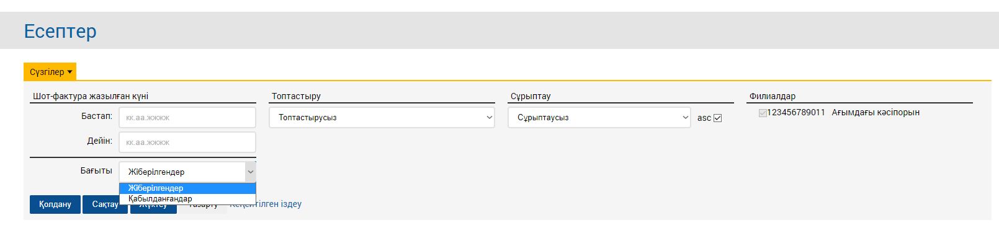 Есептер
Сүзгілер
Шот-фактура жазылған күні
Топтастыру
Сұрыптау
Филиалдар
Бастап: кк.аа.жжжж
Топтастырусыз
Сұрыптаусыз
asc
123456789011 Ағымдағы кәсіпорын
Дейін: кк.аа.жжжж
Бағыты Жіберілгендер
Жіберілгендер
Қабылданғандар
Қолдану Сақтау Жүктеу Тазарту Кеңейтілген іздеу